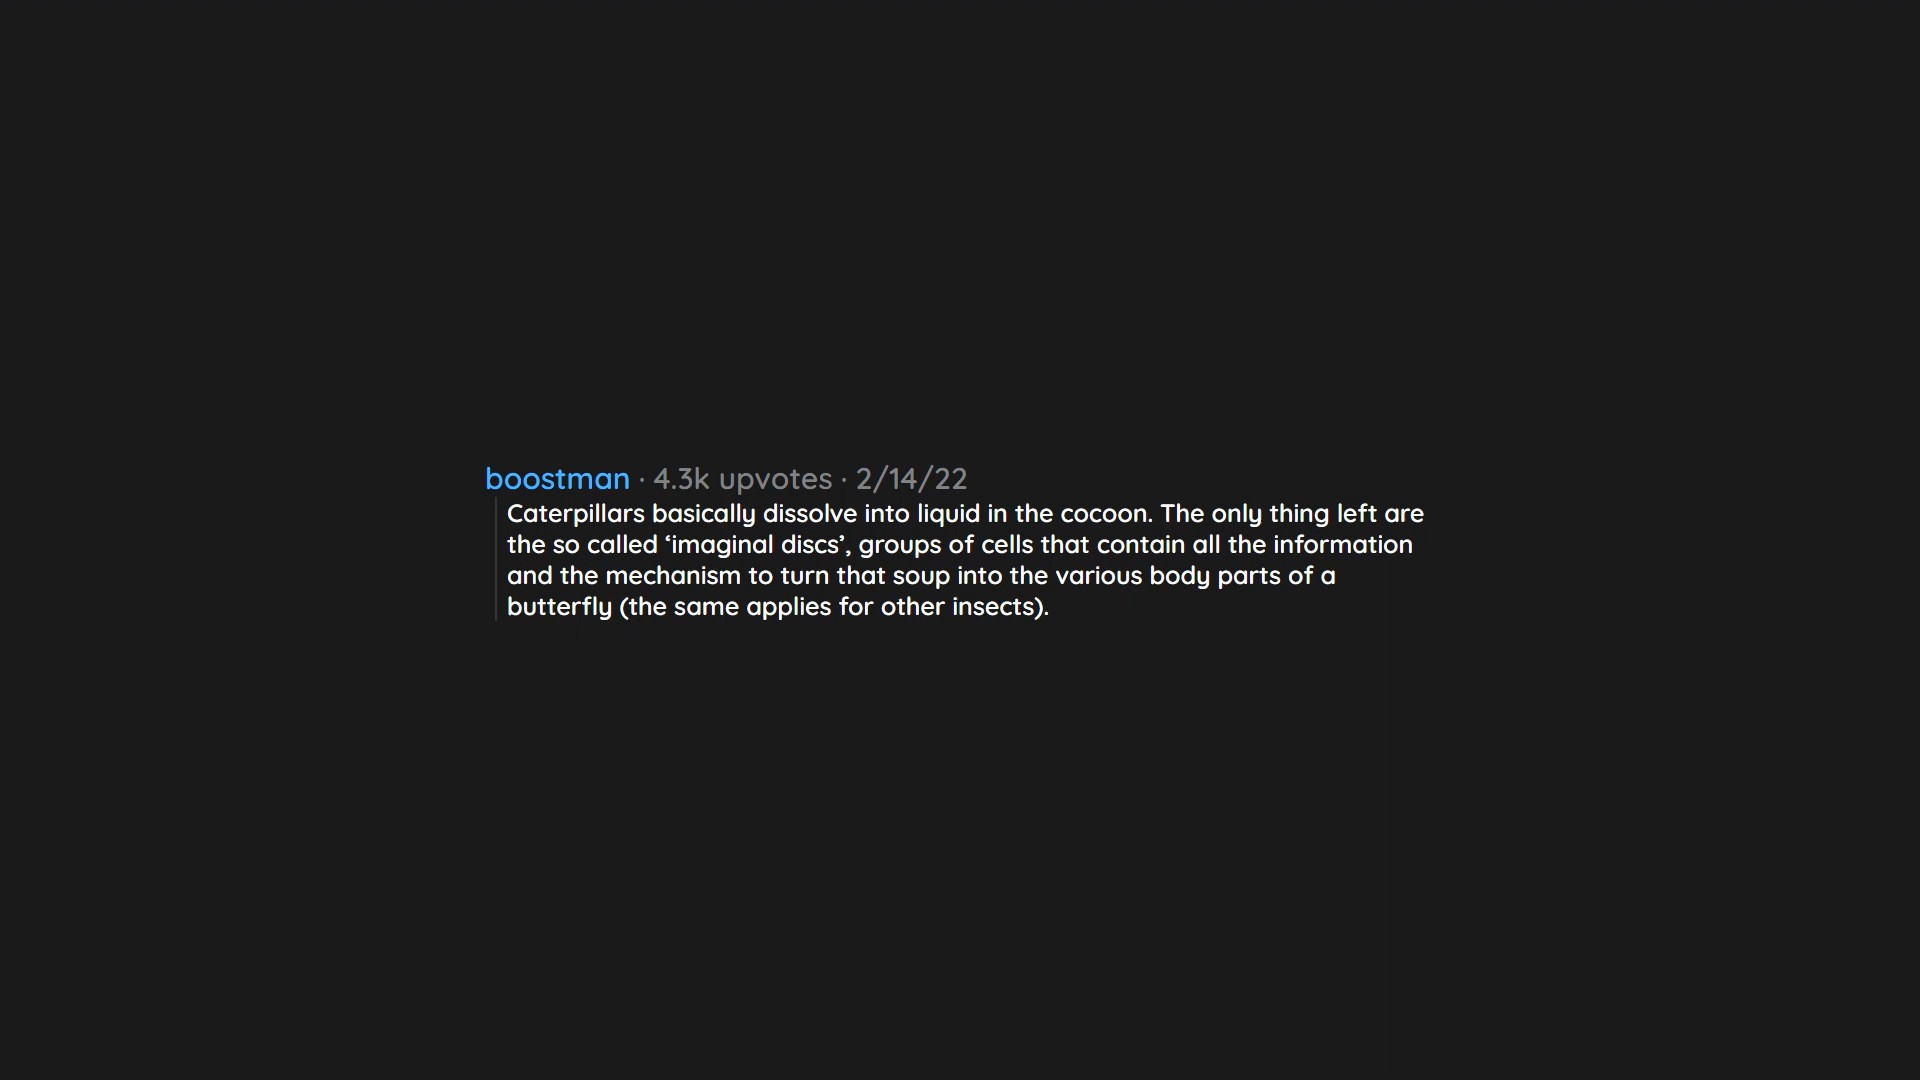 boostman · 4.3k upvotes · 2/14/22
Caterpillars basically dissolve into liquid in the cocoon. The only thing left are
the so called ‘imaginal discs’, groups of cells that contain all the information
and the mechanism to turn that soup into the various body parts of a
butterfly (the same applies for other insects).